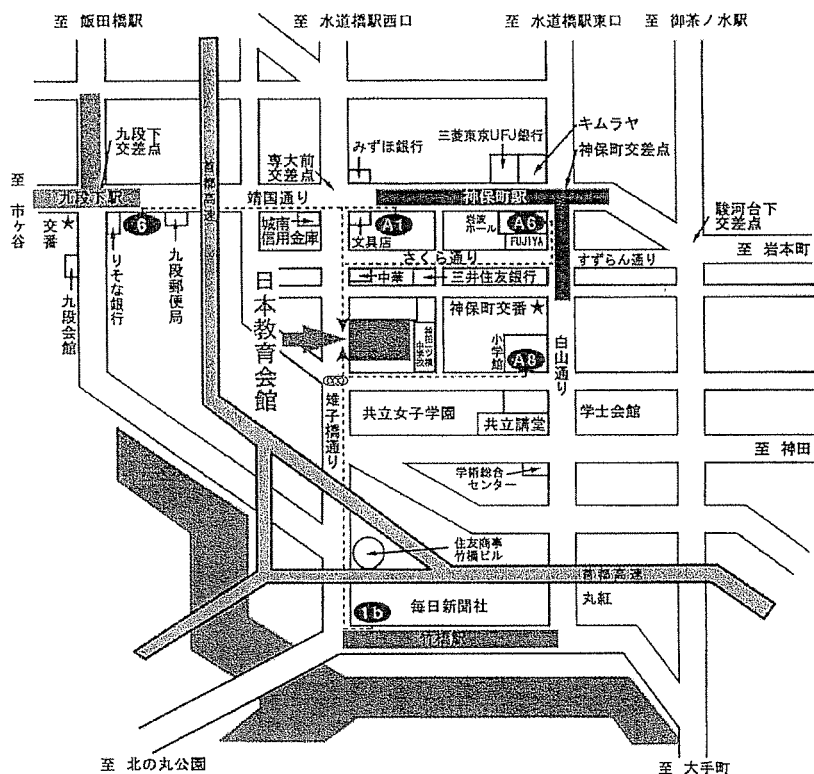 至 飯田橋駅
至 水道橋駅西口
至 水道橋駅東口
至 御茶ノ水駅
九段下
交差点
首都高速
専大前
交差点
みずほ銀行
三菱東京UFJ銀行
キムラヤ
神保町交差点
至 市ヶ谷
九段下駅
靖国通り
神保町駅
駿河台下
交差点
交番
6
城南
信用金庫
文具店
A1
岩波
ホール
A6
FUJIYA
至 岩本町
さくら通り
すずらん通り
九段会館
りそな銀行
九段郵便局
中華
三井住友銀行
日本教育会館
神田一ツ橋
中学校
神保町交番
小学館
A8
白山通り
雉子橋通り
共立女子学園
共立講堂
学士会館
至 神田
学術総合
センター
住友商事
竹橋ビル
首都高速
1b
毎日新聞社
丸紅
竹橋駅
至 北の丸公園
至 大手町